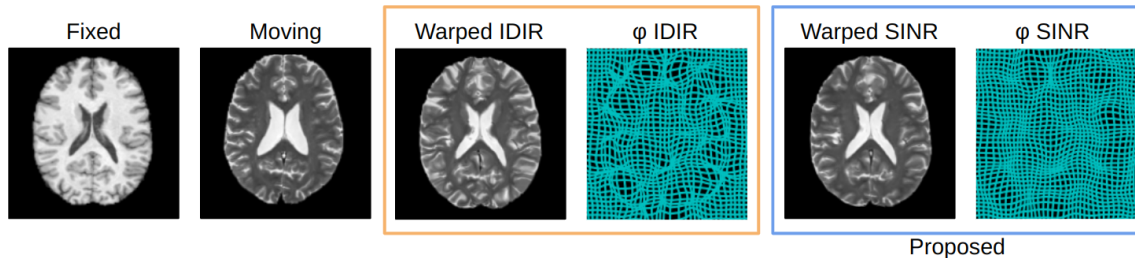 Fixed
Moving
Warped IDIR
φ IDIR
Warped SINR
φ SINR
Proposed